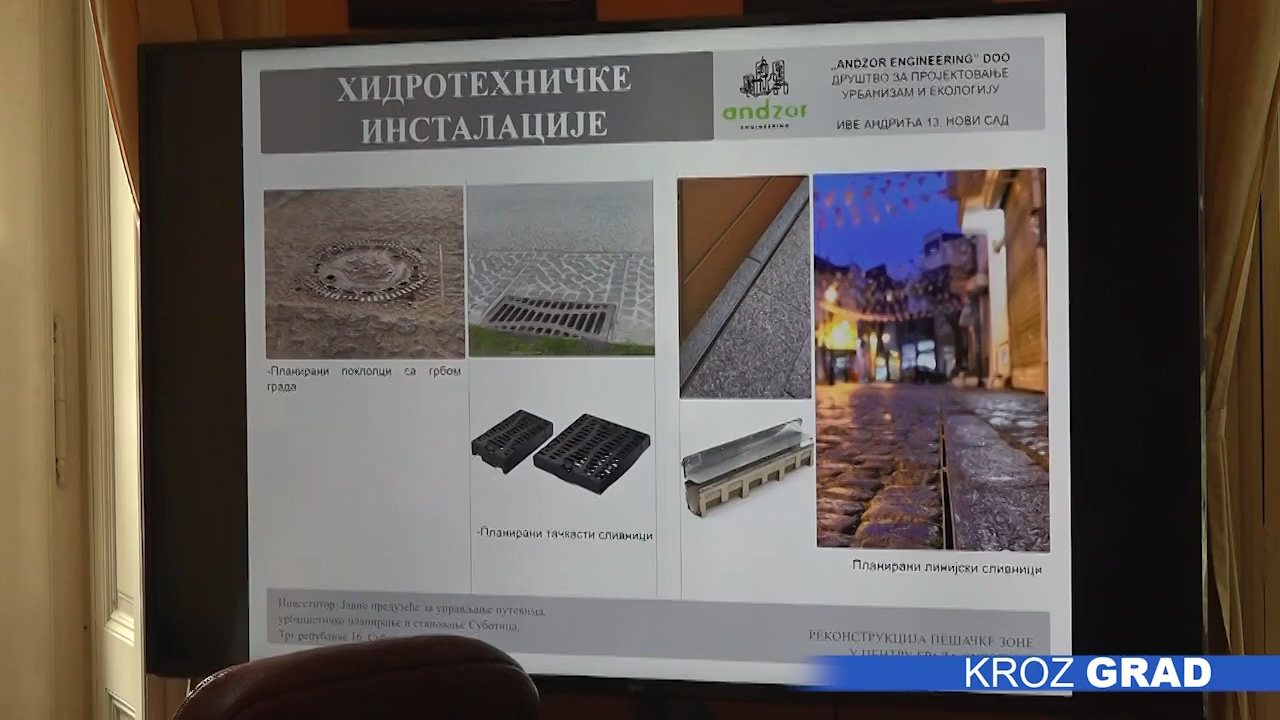 ХИДРОТЕХНИЧКЕ
ИНСТАЛАЦИЈЕ
andzor
ENGINEERING
„ANDZOR ENGINEERING" DOO
ДРУШТВО ЗА ПРОЈЕКТОВАЊЕ
УРБАНИЗАМ И ЕКОЛОГИЈУ
ИВЕ АНДРИЋА 13, НОВИ САД
-Планирани поклопци са грбом
града
-Планирани тачкасти сливници
-Планирани линијски сливници
Инвеститор: Јавно предузеће за управљање путевима,
урбанистичко планирање и становање Суботица,
Трг републике 16,
РЕКОНСТРУКЦИЈА ПЕШАЧКЕ ЗОНЕ
У ЦЕНТРУ
KROZ GRAD